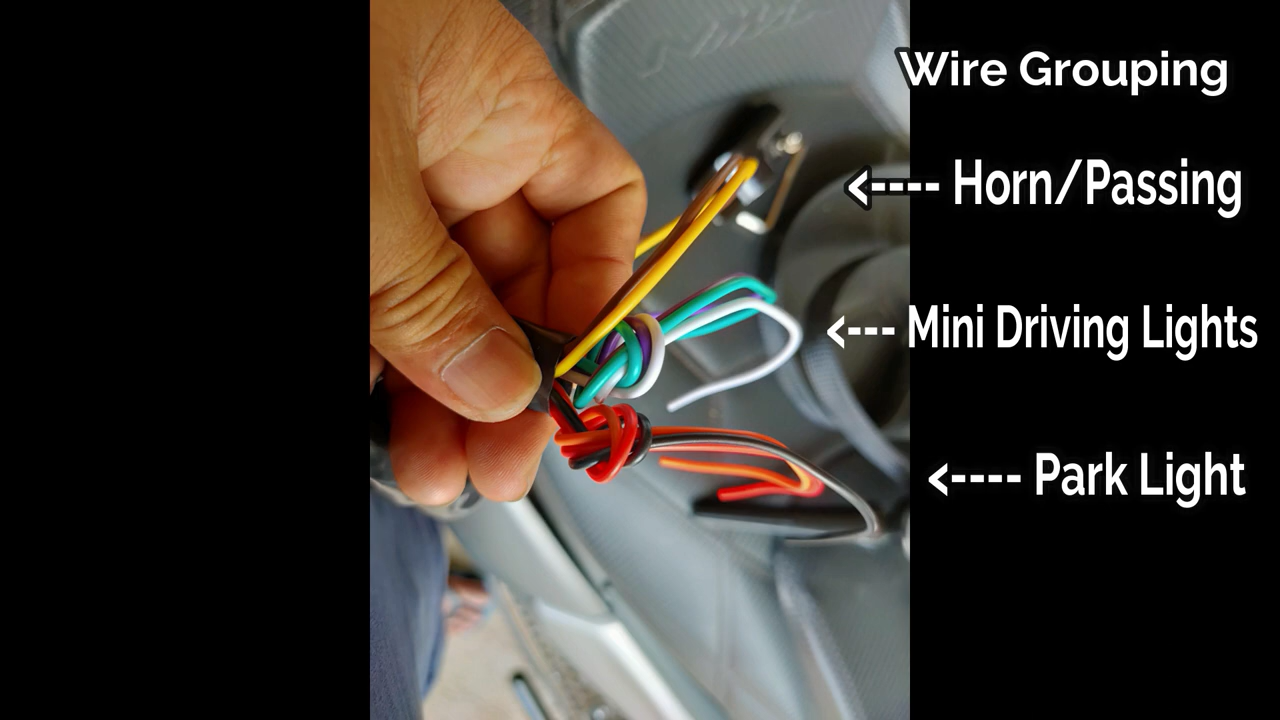 Wire Grouping
<---- Horn/Passing
<--- Mini Driving Lights
<---- Park Light